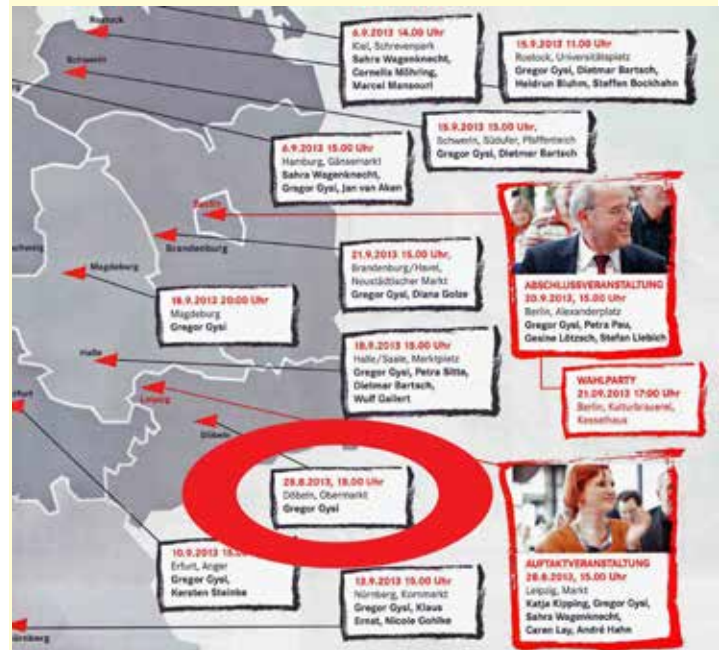 Rostock
Schwerin
6.9.2013 14.00 Uhr
Kiel, Schrevenpark
Sahra Wagenknecht,
Cornelia Möhring,
Marcel Mansouri
15.9.2013 11.00 Uhr
Rostock, Universitätsplatz
Gregor Gysi, Dietmar Bartsch,
Heidrun Bluhm, Steffen Bockhahn
6.9.2013 15.00 Uhr
Hamburg, Gänsemarkt
Sahra Wagenknecht,
Gregor Gysi, Jan van Aken
15.9.2013 15.00 Uhr,
Schwerin, Südufer, Pfaffenteich
Gregor Gysi, Dietmar Bartsch
Berlin
Brandenburg
Magdeburg
21.9.2013 15.00 Uhr,
Brandenburg/Havel,
Neustädtischer Markt
Gregor Gysi, Diana Golze
ABSCHLUSSVERANSTALTUNG
20.9.2013, 15.00 Uhr
Berlin, Alexanderplatz
Gregor Gysi, Petra Pau,
Gesine Lötzsch, Stefan Liebich
18.9.2013 20:00 Uhr
Magdeburg
Gregor Gysi
Halle
18.9.2013 15.00 Uhr
Halle/Saale, Marktplatz
Gregor Gysi, Petra Sitte,
Dietmar Bartsch,
Wulf Gallert
WAHLPARTY
21.09.2013 17:00 Uhr
Berlin, Kulturbrauerei,
Kesselhaus
Leipzig
Döbeln
18.00 Uhr
Döbeln, Obermarkt
Gregor Gysi
10.9.2013
Erfurt, Anger
Gregor Gysi,
Kersten Steinke
13.9.2013 15.00 Uhr
Nürnberg, Kornmarkt
Gregor Gysi, Klaus
Ernst, Nicole Gohlke
AUFTAKTVERANSTALTUNG
28.8.2013, 15.00 Uhr
Leipzig, Markt
Katja Kipping, Gregor Gysi,
Sahra Wagenknecht,
Caren Lay, André Hahn